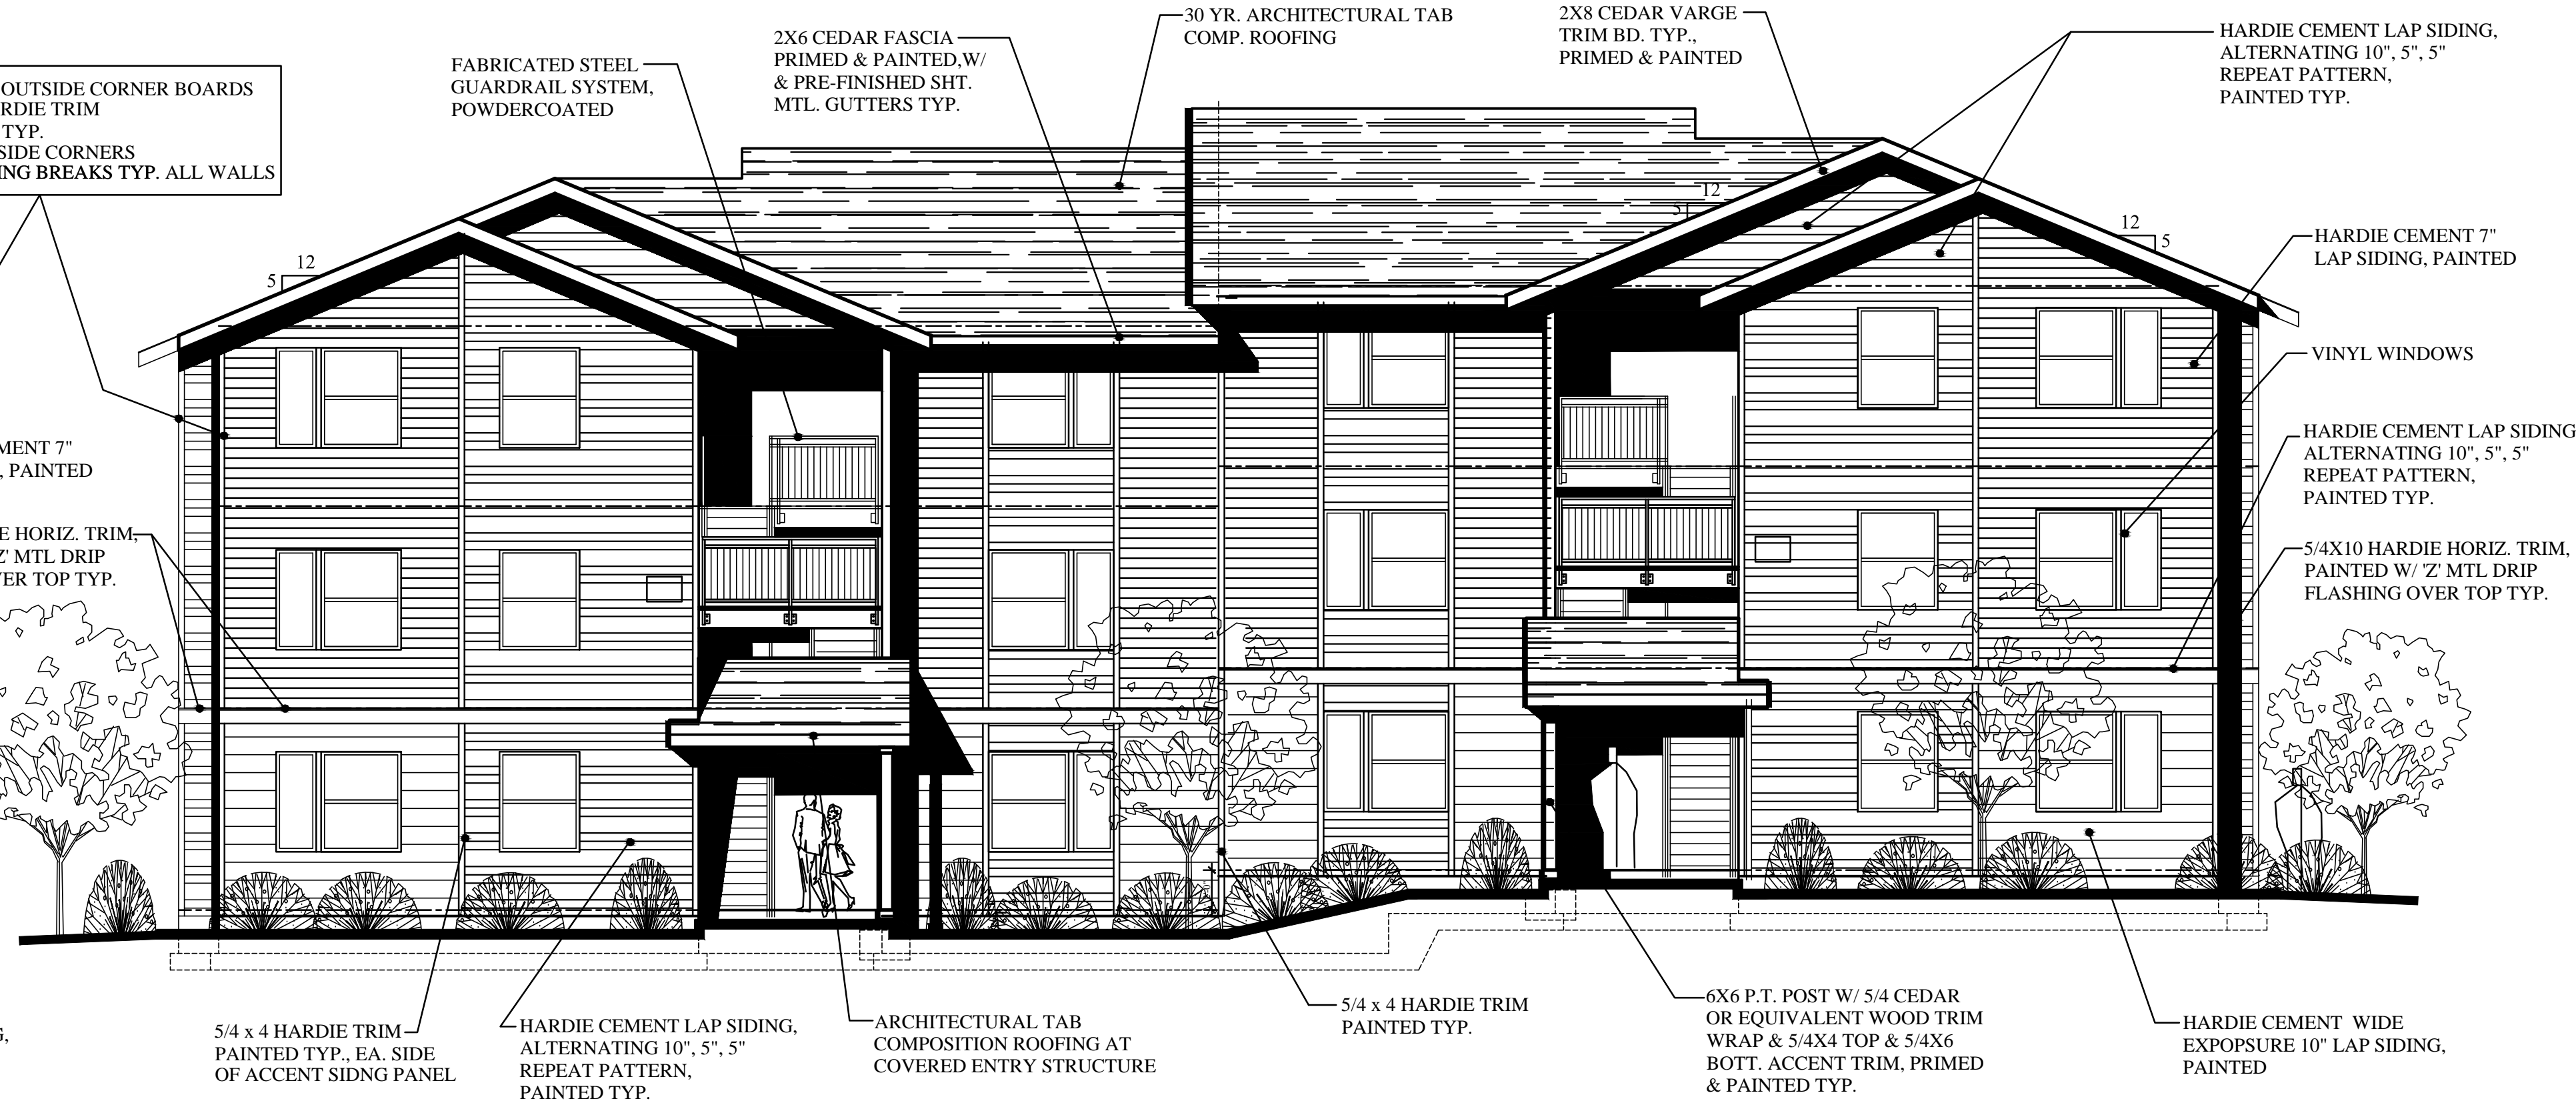 OUTSIDE CORNER BOARDS
RDIE TRIM
TYP.
SIDE CORNERS
ING BREAKS TYP. ALL WALLS
FABRICATED STEEL
GUARDRAIL SYSTEM,
POWDERCOATED
2X6 CEDAR FASCIA
PRIMED & PAINTED,W/
& PRE-FINISHED SHT.
MTL. GUTTERS TYP.
30 YR. ARCHITECTURAL TAB
COMP. ROOFING
2X8 CEDAR VARGE
TRIM BD. TYP.,
PRIMED & PAINTED
HARDIE CEMENT LAP SIDING,
ALTERNATING 10", 5", 5"
REPEAT PATTERN,
PAINTED TYP.
12
5
12
5
12
5
HARDIE CEMENT 7"
LAP SIDING, PAINTED
VINYL WINDOWS
HARDIE CEMENT LAP SIDING
ALTERNATING 10", 5", 5"
REPEAT PATTERN,
PAINTED TYP.
5/4X10 HARDIE HORIZ. TRIM,
PAINTED W/ 'Z' MTL DRIP
FLASHING OVER TOP TYP.
MENT 7"
, PAINTED
E HORIZ. TRIM,
Z' MTL DRIP
VER TOP TYP.
G,
5/4 x 4 HARDIE TRIM
PAINTED TYP., EA. SIDE
OF ACCENT SIDNG PANEL
HARDIE CEMENT LAP SIDING,
ALTERNATING 10", 5", 5"
REPEAT PATTERN,
PAINTED TYP.
ARCHITECTURAL TAB
COMPOSITION ROOFING AT
COVERED ENTRY STRUCTURE
5/4 x 4 HARDIE TRIM
PAINTED TYP.
6X6 P.T. POST W/ 5/4 CEDAR
OR EQUIVALENT WOOD TRIM
WRAP & 5/4X4 TOP & 5/4X6
BOTT. ACCENT TRIM, PRIMED
& PAINTED TYP.
HARDIE CEMENT WIDE
EXPOPSURE 10" LAP SIDING,
PAINTED